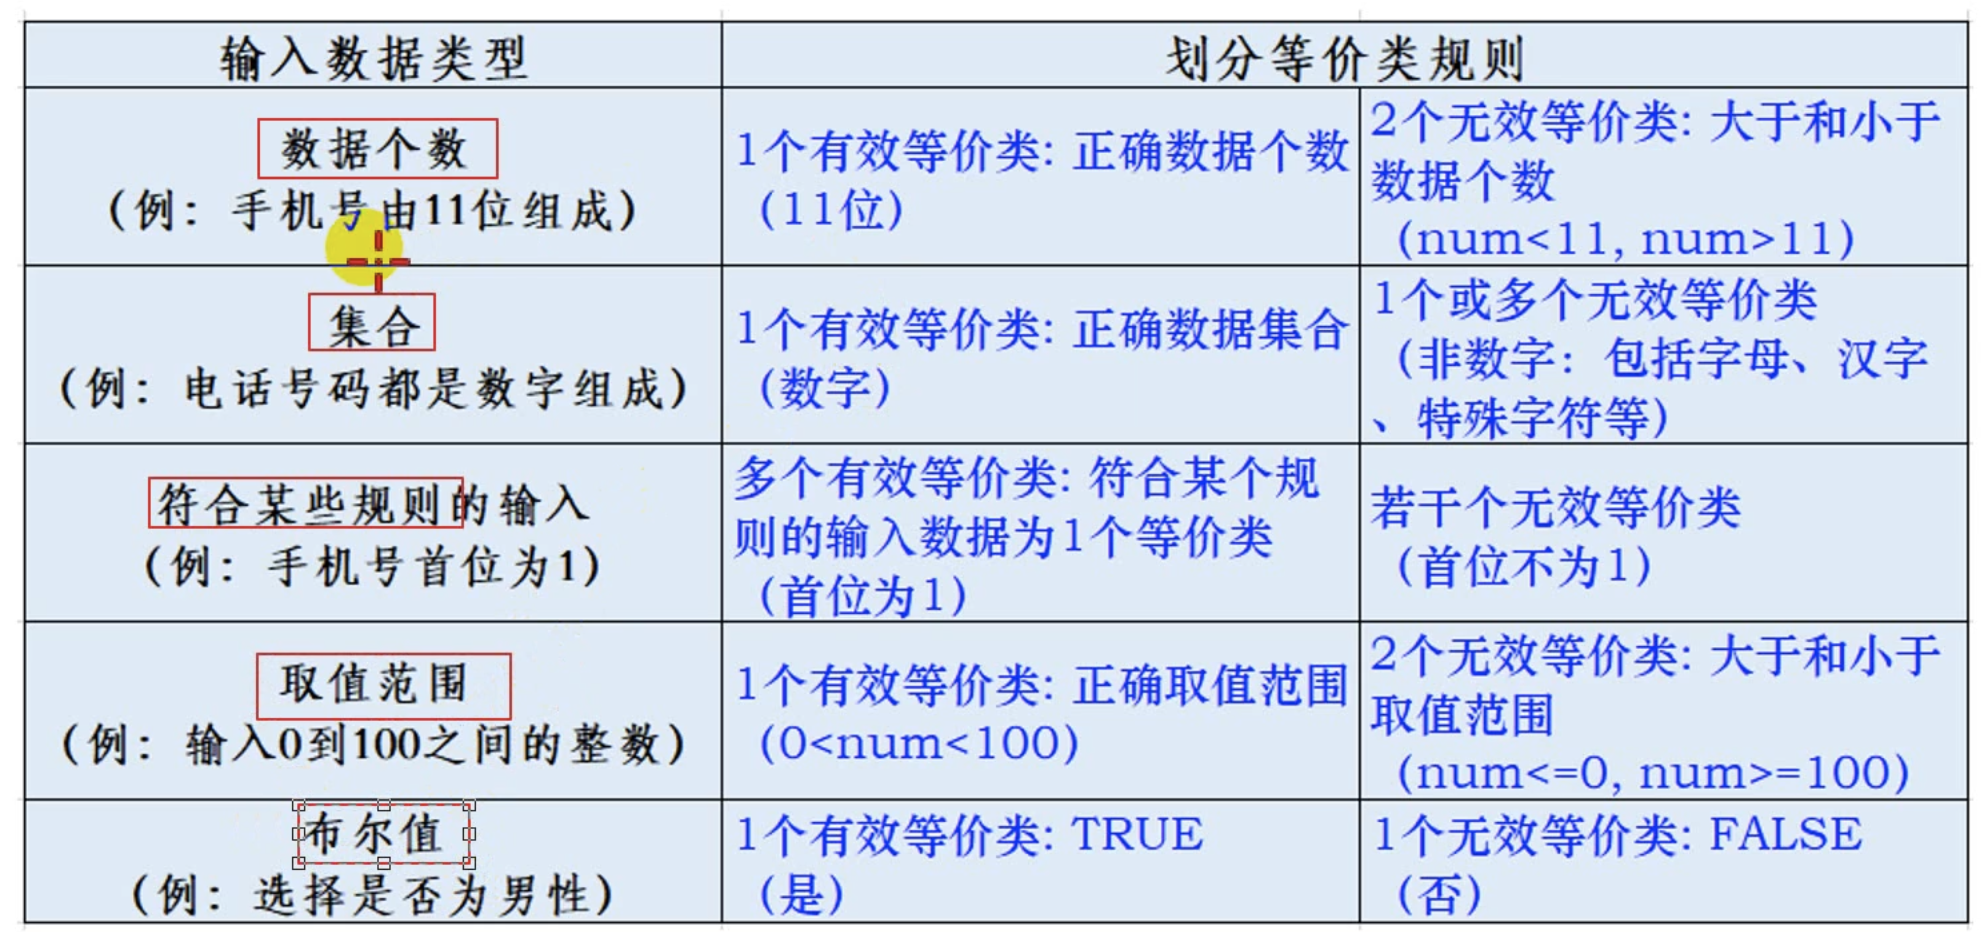 输入数据类型
划分等价类规则
数据个数
（例：手机号由11位组成）
1个有效等价类: 正确数据个数
（11位）
2个无效等价类: 大于和小于
数据个数
（num<11, num>11）
集合
（例：电话号码都是数字组成）
1个有效等价类: 正确数据集合
（数字）
1个或多个无效等价类
（非数字：包括字母、汉字
、特殊字符等）
符合某些规则的输入
（例：手机号首位为1）
多个有效等价类: 符合某个规
则的输入数据为1个等价类
（首位为1）
若干个无效等价类
（首位不为1）
取值范围
（例：输入0到100之间的整数）
1个有效等价类: 正确取值范围
（0<num<100）
2个无效等价类: 大于和小于
取值范围
（num<=0, num>=100）
布尔值
（例：选择是否为男性）
1个有效等价类: TRUE
（是）
1个无效等价类: FALSE
（否）